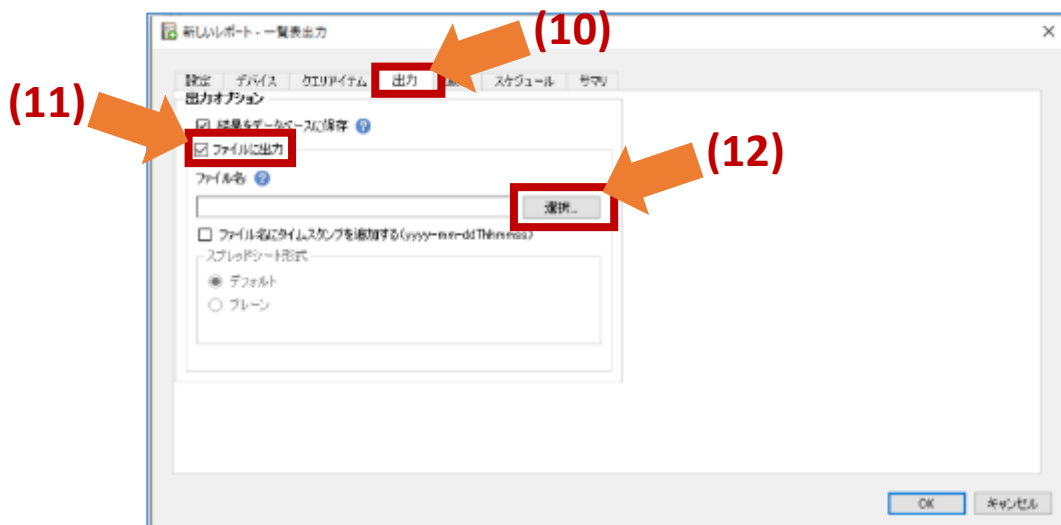 (10)
新しいレポート - 一覧表出力
設定 デバイス クエリアイテム 出力 スケジュール サマリ
(11)
出力オプション
結果をデータベースに保存
ファイルに出力
(12)
ファイル名
選択...
ファイル名にタイムスタンプを追加する(yyyy-mm-ddThhmmss)
スプレッドシート形式
デフォルト
プレーン
OK キャンセル